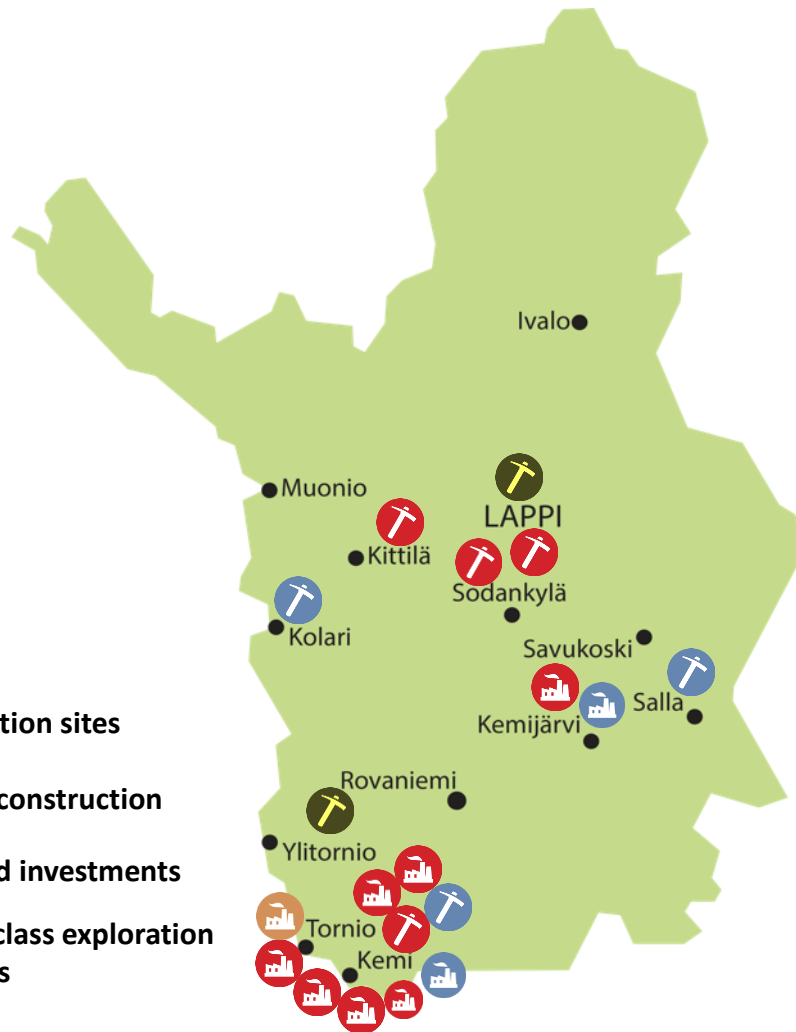 Ivalo
Muonio
LAPPI
Kittilä
Sodankylä
Kolari
Savukoski
Salla
tion sites
Kemijärvi
Rovaniemi
construction
Ylitornio
d investments
Tornio
class exploration
Kemi
s